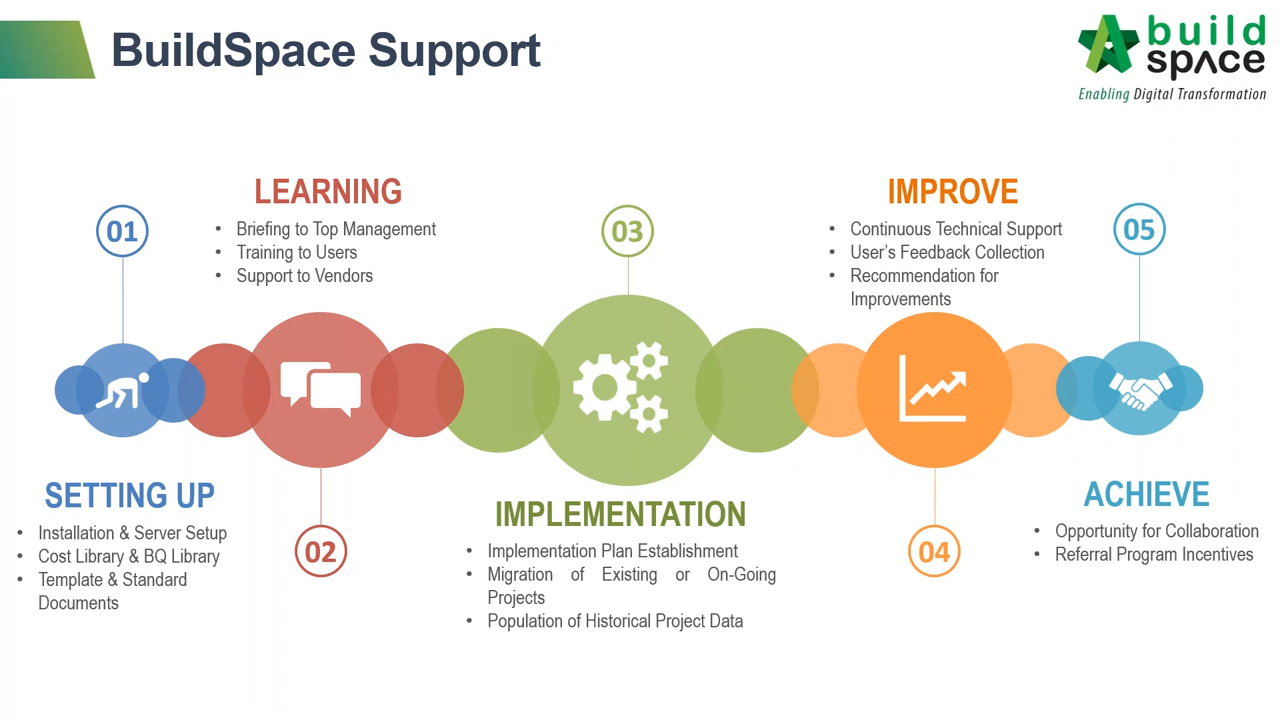 BuildSpace Support
build
space
Enabling Digital Transformation
01
SETTING UP
• Installation & Server Setup
• Cost Library & BQ Library
• Template & Standard
Documents
LEARNING
• Briefing to Top Management
• Training to Users
• Support to Vendors
02
03
IMPLEMENTATION
• Implementation Plan Establishment
• Migration of Existing or On-Going
Projects
• Population of Historical Project Data
IMPROVE
• Continuous Technical Support
• User’s Feedback Collection
• Recommendation for
Improvements
04
05
ACHIEVE
• Opportunity for Collaboration
• Referral Program Incentives